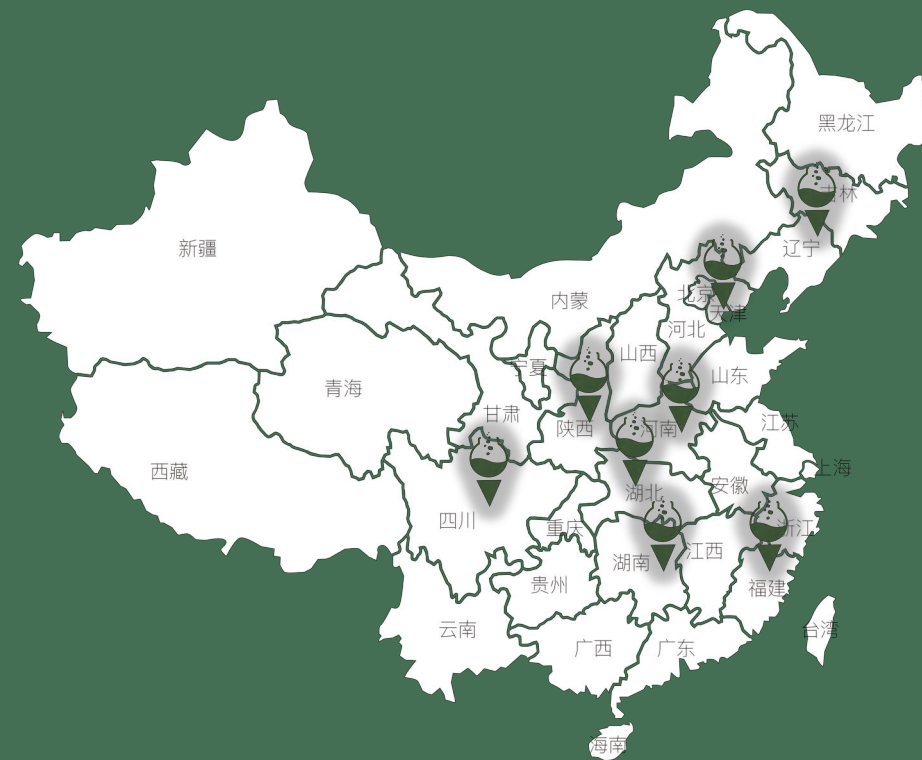 黑龙江
吉林
新疆
辽宁
内蒙
北京
天津
河北
山西
宁夏
山东
青海
甘肃
江苏
陕西
河南
上海
西藏
安徽
湖北
四川
重庆
浙江
江西
湖南
贵州
福建
云南
台湾
广西
广东
海南